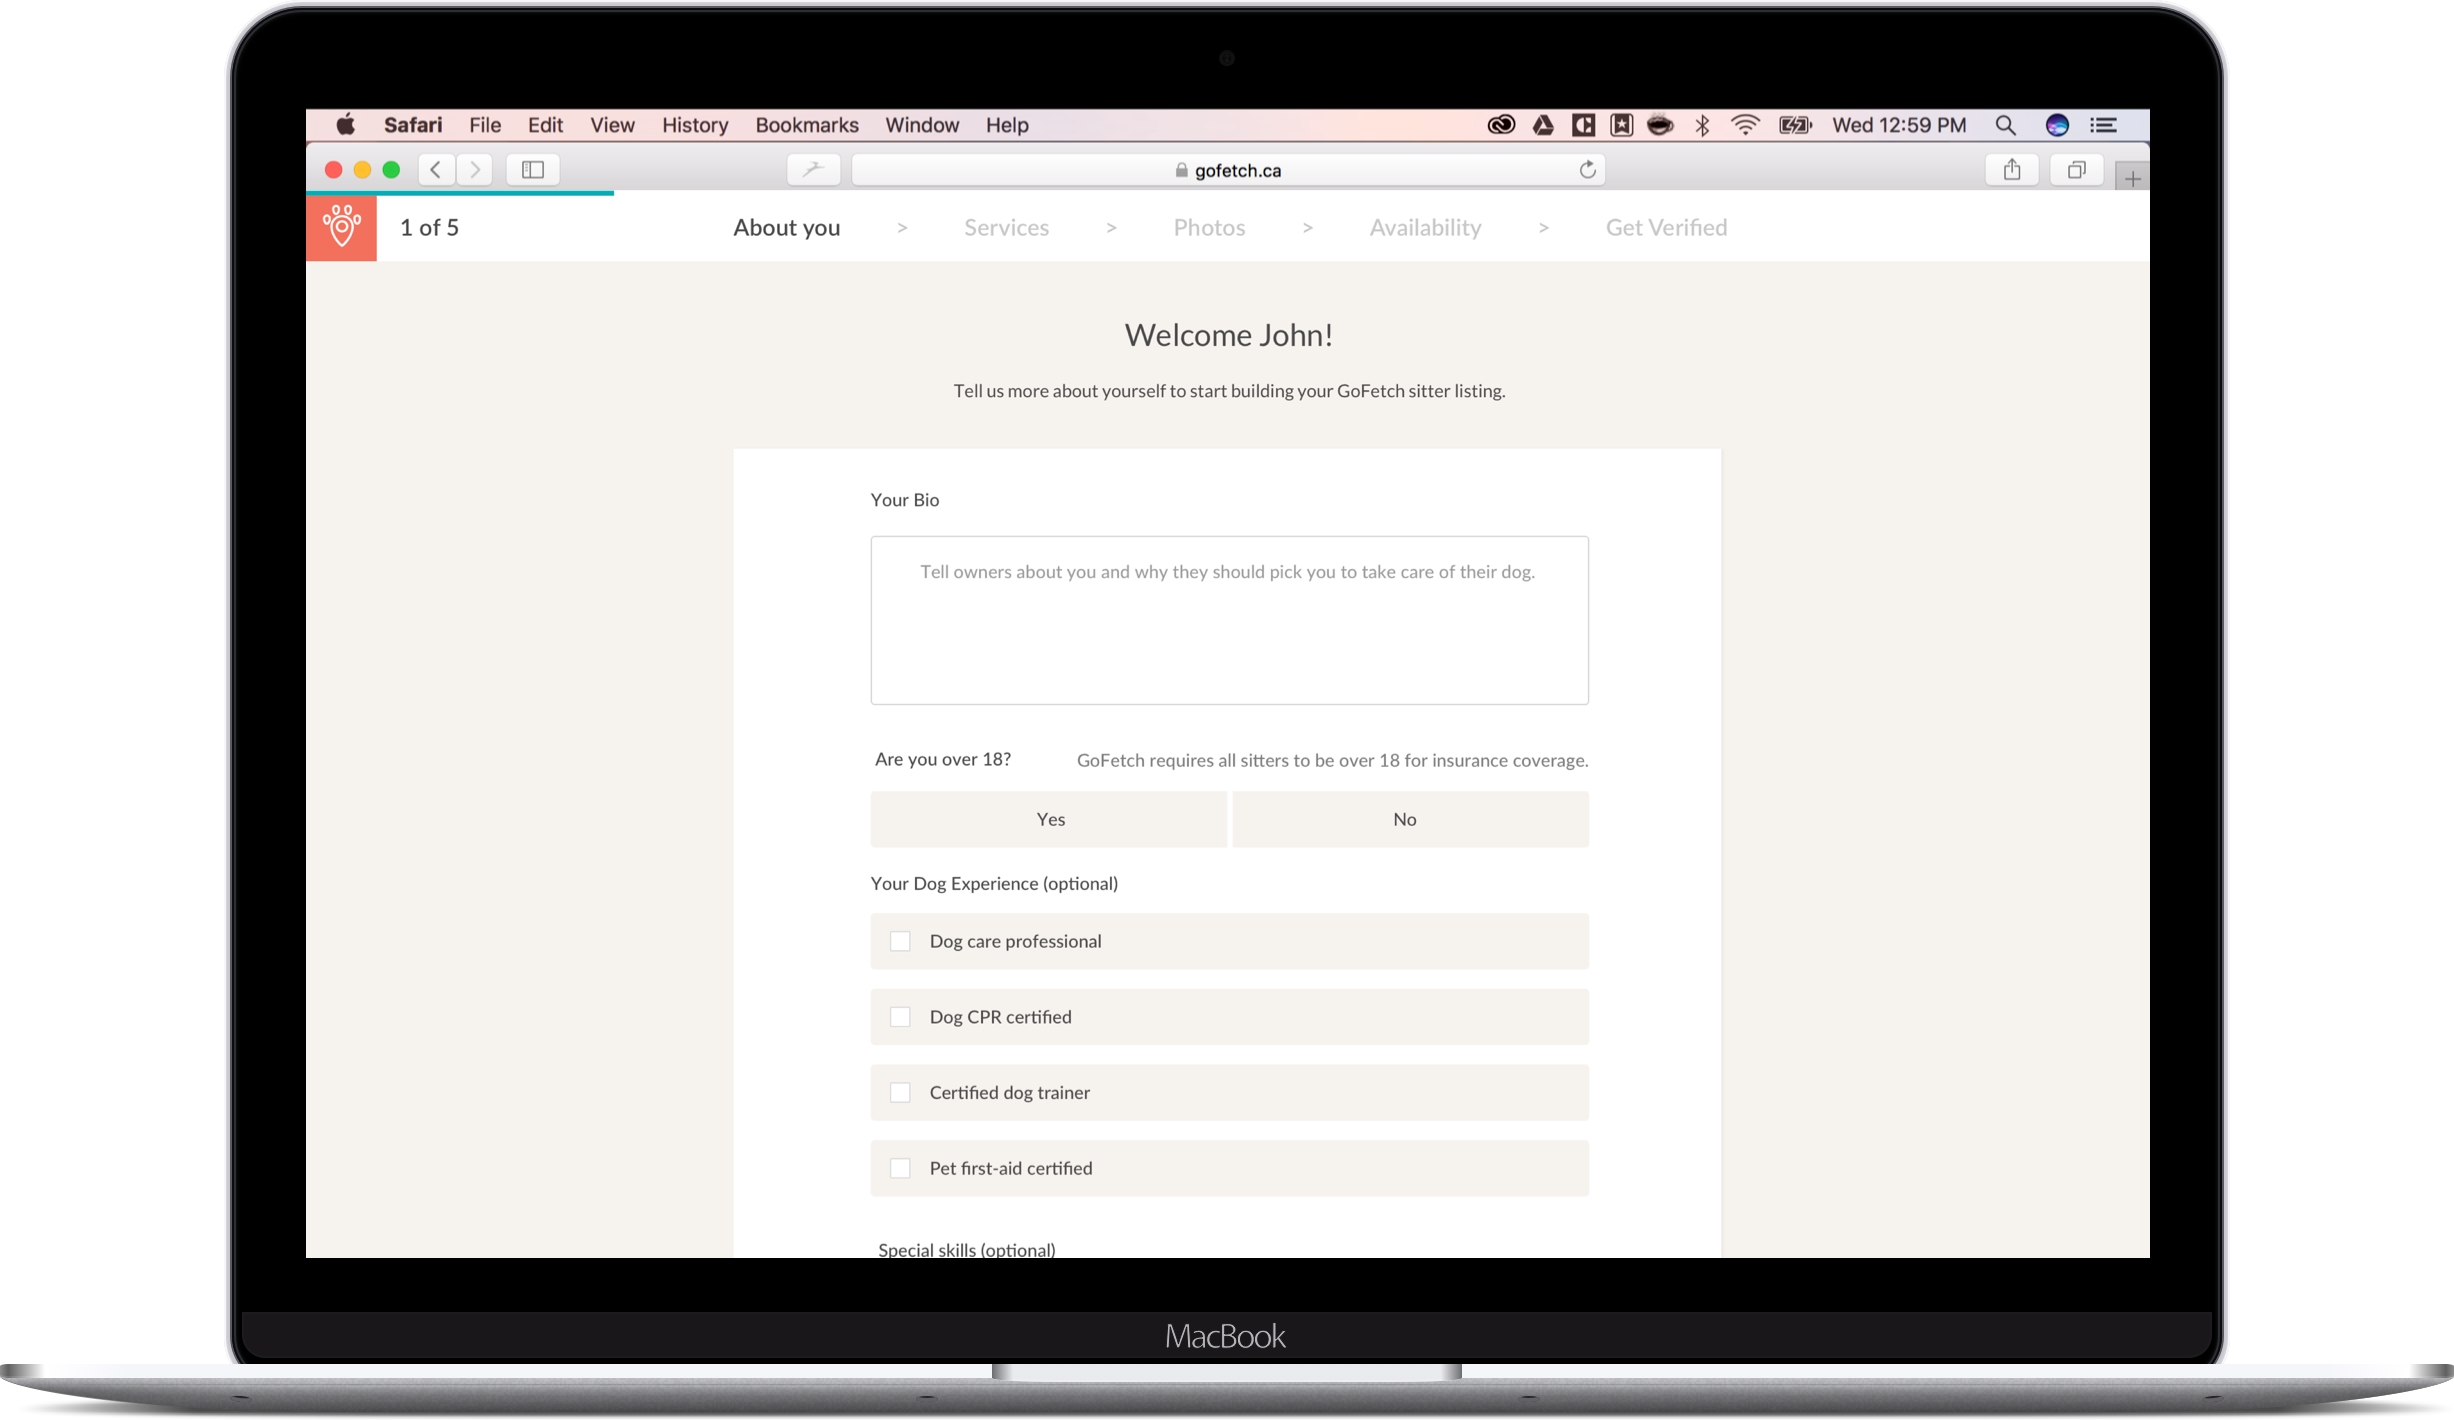 Safari File Edit View History Bookmarks Window Help Wed 12:59 PM
gofetch.ca
1 of 5 About you > Services > Photos > Availability > Get Verified
Welcome John!
Tell us more about yourself to start building your GoFetch sitter listing.
Your Bio
Tell owners about you and why they should pick you to take care of their dog.
Are you over 18? GoFetch requires all sitters to be over 18 for insurance coverage.
Yes No
Your Dog Experience (optional)
Dog care professional
Dog CPR certified
Certified dog trainer
Pet first-aid certified
Special skills (optional)
MacBook